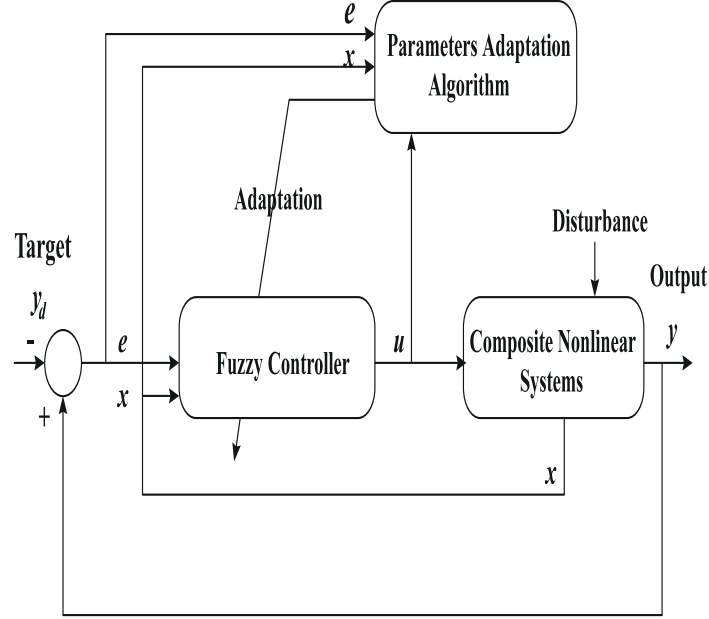 e
x
Parameters Adaptation
Algorithm
Adaptation
Disturbance
Target
Output
y_d
-
e
u
y
Fuzzy Controller
Composite Nonlinear
Systems
x
+
x